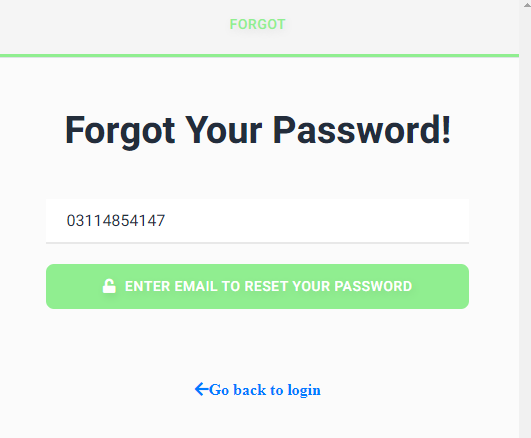 FORGOT
Forgot Your Password!
03114854147
ENTER EMAIL TO RESET YOUR PASSWORD
Go back to login